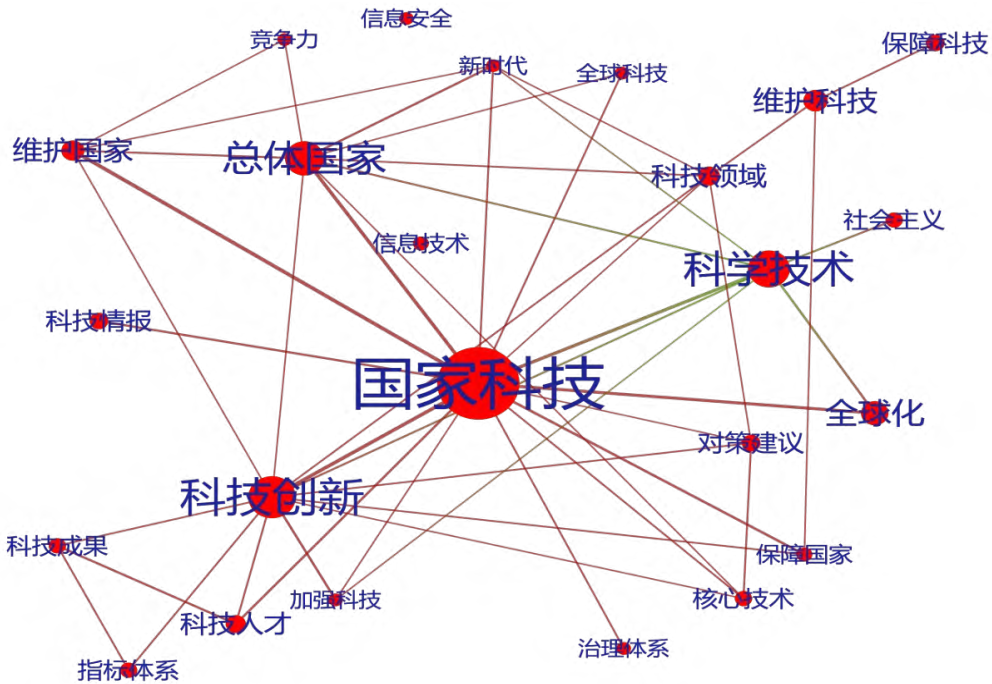 信息安全
竞争力
保障科技
新时代
全球科技
维护科技
维护国家
总体国家
科技领域
社会主义
信息技术
科学技术
科技情报
国家科技
全球化
对策建议
科技创新
科技成果
保障国家
加强科技
核心技术
科技人才
治理体系
指标体系